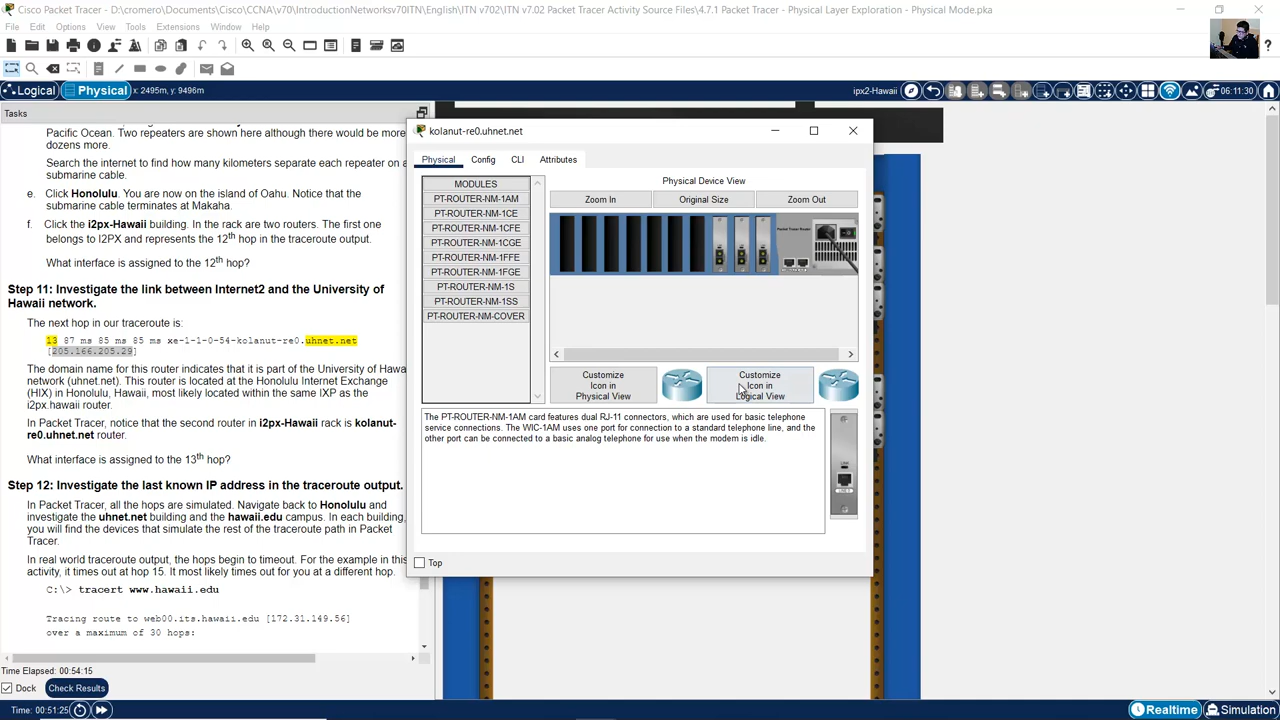 Cisco Packet Tracer - D:\cromero\Documents\Cisco\CCNA\v70\IntroductionNetworksv70ITN\English\ITN v702\ITN v7.02 Packet Tracer Activity Source Files\4.7.1 Packet Tracer - Physical Layer Exploration - Physical Mode.pka
File Edit Options View Tools Extensions Window Help
Logical Physical x: 2495m, y: 9496m ipx2-Hawaii 06:11:30
Tasks
Pacific Ocean. Two repeaters are shown here although there would be more
dozens more.
Search the internet to find how many kilometers separate each repeater on a
submarine cable.
e. Click Honolulu. You are now on the island of Oahu. Notice that the
submarine cable terminates at Makaha.
f. Click the i2px-Hawaii building. In the rack are two routers. The first one
belongs to I2PX and represents the 12th hop in the traceroute output.
What interface is assigned to the 12th hop?
Step 11: Investigate the link between Internet2 and the University of
Hawaii network.
The next hop in our traceroute is:
13 87 ms 85 ms 85 ms xe-1-1-0-54-kolanut-re0.uhnet.net
[205.166.205.29]
The domain name for this router indicates that it is part of the University of Hawa
network (uhnet.net). This router is located at the Honolulu Internet Exchange
(HIX) in Honolulu, Hawaii, most likely located within the same IXP as the
i2px.hawaii router.
In Packet Tracer, notice that the second router in i2px-Hawaii rack is kolanut-
re0.uhnet.net router.
What interface is assigned to the 13th hop?
Step 12: Investigate the last known IP address in the traceroute output.
In Packet Tracer, all the hops are simulated. Navigate back to Honolulu and
investigate the uhnet.net building and the hawaii.edu campus. In each building,
you will find the devices that simulate the rest of the traceroute path in Packet
Tracer.
In real world traceroute output, the hops begin to timeout. For the example in this
activity, it times out at hop 15. It most likely times out for you at a different hop.
C:\> tracert www.hawaii.edu
Tracing route to web00.its.hawaii.edu [172.31.149.56]
over a maximum of 30 hops:
Time Elapsed: 00:54:15
Dock Check Results
Time: 00:51:25
Realtime Simulation
kolanut-re0.uhnet.net
Physical Config CLI Attributes
MODULES
PT-ROUTER-NM-1AM
PT-ROUTER-NM-1CE
PT-ROUTER-NM-1CFE
PT-ROUTER-NM-1CGE
PT-ROUTER-NM-1FFE
PT-ROUTER-NM-1FGE
PT-ROUTER-NM-1S
PT-ROUTER-NM-1SS
PT-ROUTER-NM-COVER
Physical Device View
Zoom In Original Size Zoom Out
Customize
Icon in
Physical View
Customize
Icon in
Logical View
The PT-ROUTER-NM-1AM card features dual RJ-11 connectors, which are used for basic telephone
service connections. The WIC-1AM uses one port for connection to a standard telephone line, and the
other port can be connected to a basic analog telephone for use when the modem is idle.
Top